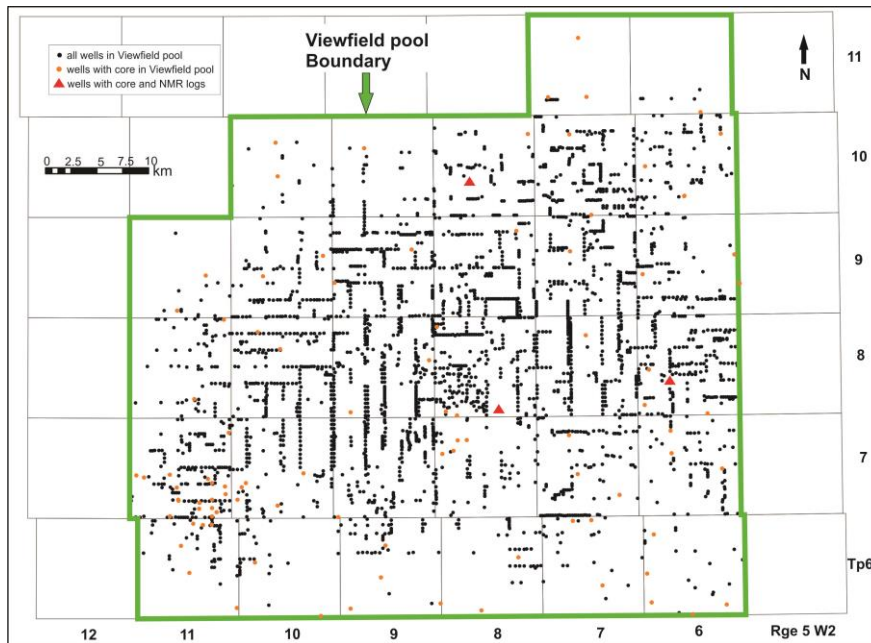 Viewfield pool
Boundary
all wells in Viewfield pool
wells with core in Viewfield pool
wells with core and NMR logs
N
11
0 2.5 5 7.5 10
km
10
9
8
7
Tp6
12 11 10 9 8 7 6 Rge 5 W2